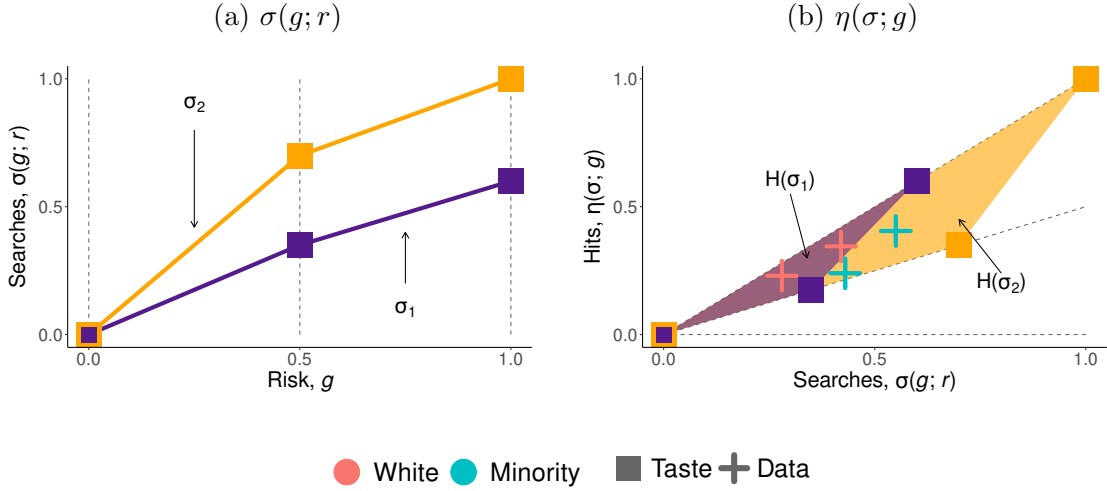 (a) σ(g; r)
(b) η(σ; g)
Searches, σ(g; r)
1.0
0.5
0.0
σ₂
σ₁
0.0
0.5
1.0
Risk, g
Hits, η(σ; g)
1.0
0.5
0.0
H(σ₁)
H(σ₂)
0.0
0.5
1.0
Searches, σ(g; r)
White
Minority
Taste
Data